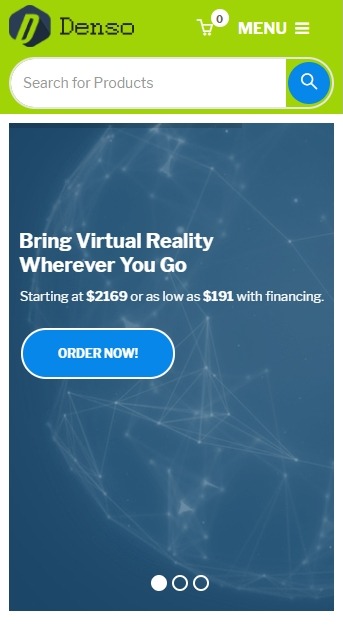 Denso
0
MENU
Search for Products
Bring Virtual Reality
Wherever You Go
Starting at $2169 or as low as $191 with financing.
ORDER NOW!